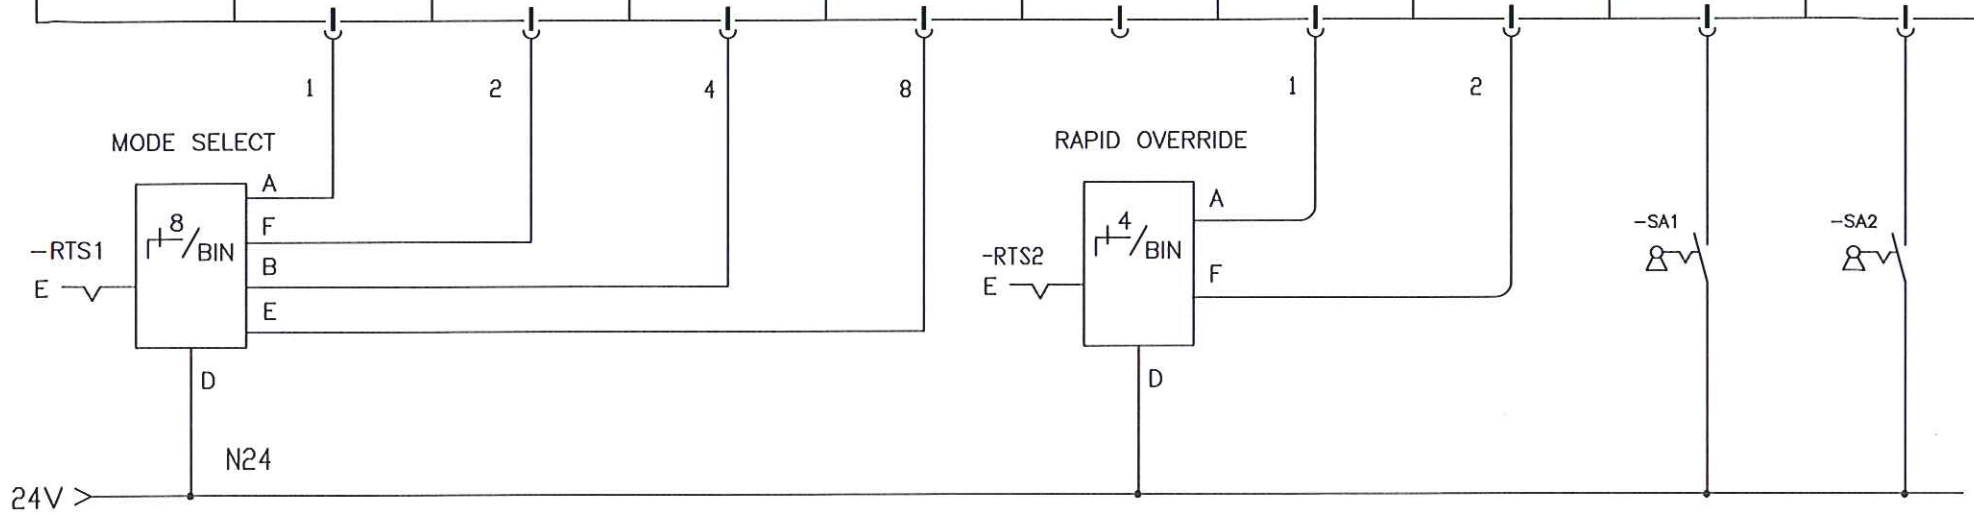 1 2 4 8 1 2
MODE SELECT
RAPID OVERRIDE
A
8/BIN
F
B
E
-RTS1
E
D
A
4/BIN
F
-RTS2
E
D
-SA1
-SA2
N24
24V